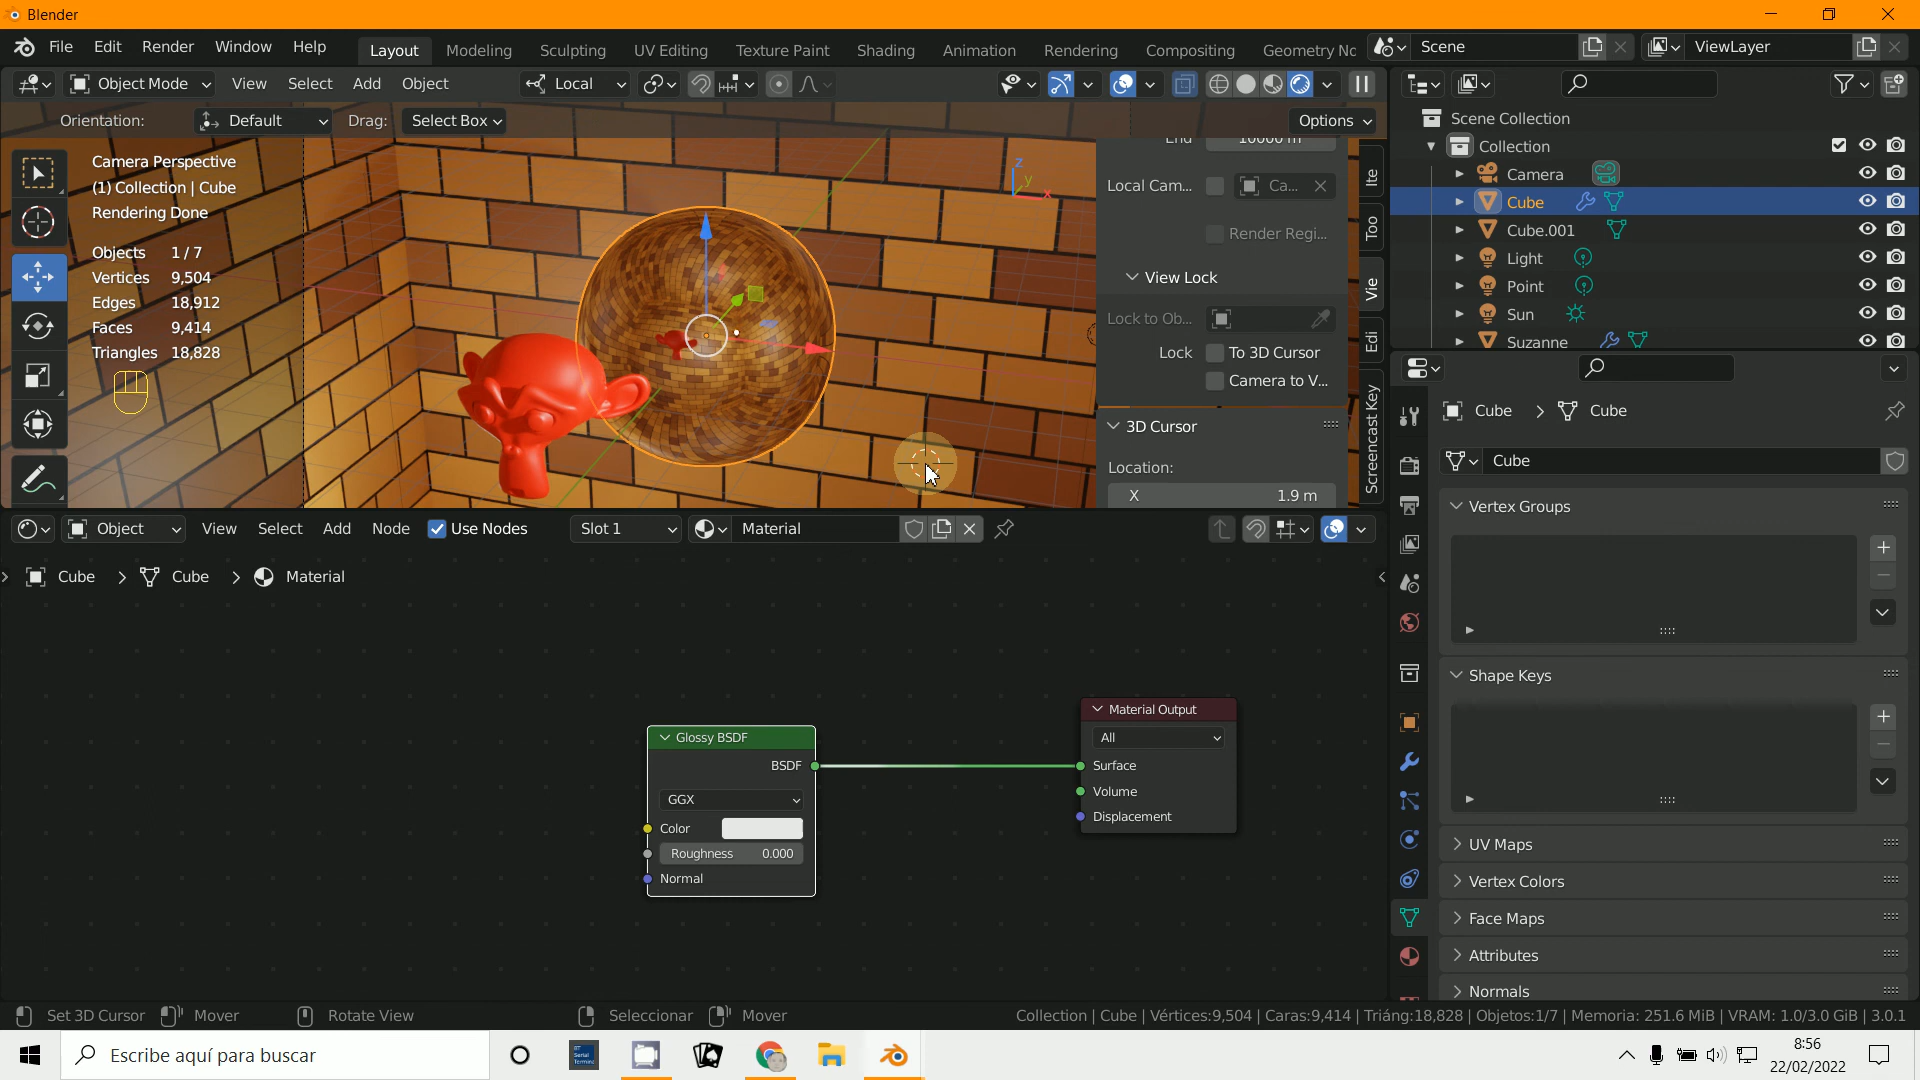 Blender
File Edit Render Window Help Layout Modeling Sculpting UV Editing Texture Paint Shading Animation Rendering Compositing Geometry No Scene ViewLayer
Object Mode View Select Add Object Local
Orientation: Default Drag: Select Box Options
Camera Perspective
(1) Collection | Cube
Rendering Done
Objects 1/7
Vertices 9,504
Edges 18,912
Faces 9,414
Triangles 18,828
z
y
x
End 10000 m
Local Cam... Ca...
Render Regi...
View Lock
Lock to Ob...
Lock To 3D Cursor
Camera to V...
3D Cursor
Location:
X 1.9 m
Ite
Too
Vie
Edi
Screencast Key
Scene Collection
Collection
Camera
Cube
Cube.001
Light
Point
Sun
Suzanne
Cube > Cube
Cube
Vertex Groups
Shape Keys
UV Maps
Vertex Colors
Face Maps
Attributes
Normals
Object View Select Add Node Use Nodes Slot 1 Material
Cube > Cube > Material
Glossy BSDF
BSDF
GGX
Color
Roughness 0.000
Normal
Material Output
All
Surface
Volume
Displacement
Set 3D Cursor Mover Rotate View Seleccionar Mover Collection | Cube | Vértices:9,504 | Caras:9,414 | Triáng:18,828 | Objetos:1/7 | Memoria: 251.6 MiB | VRAM: 1.0/3.0 GiB | 3.0.1
Escribe aquí para buscar
Serial
8:56
22/02/2022